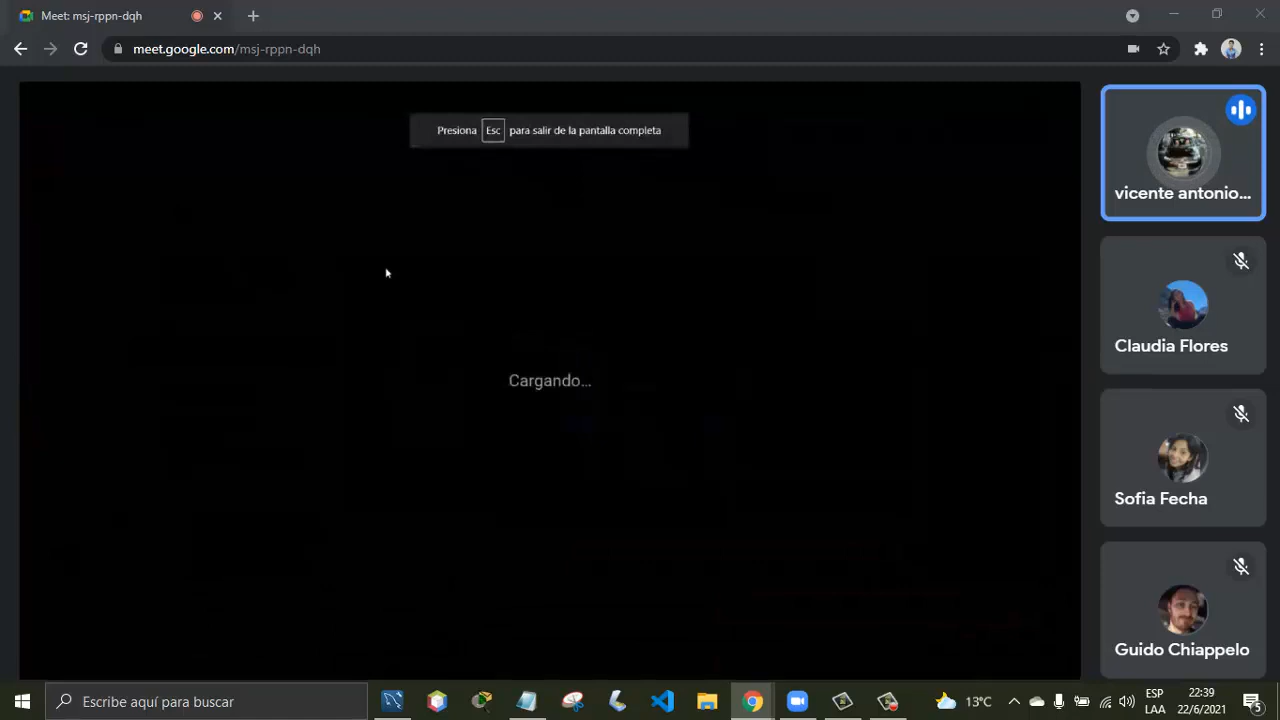 Meet: msj-rppn-dqh
meet.google.com/msj-rppn-dqh
Presiona Esc para salir de la pantalla completa
Cargando...
vicente antonio...
Claudia Flores
Sofia Fecha
Guido Chiappelo
Escribe aquí para buscar
13°C
ESP
LAA
22:39
22/6/2021
5